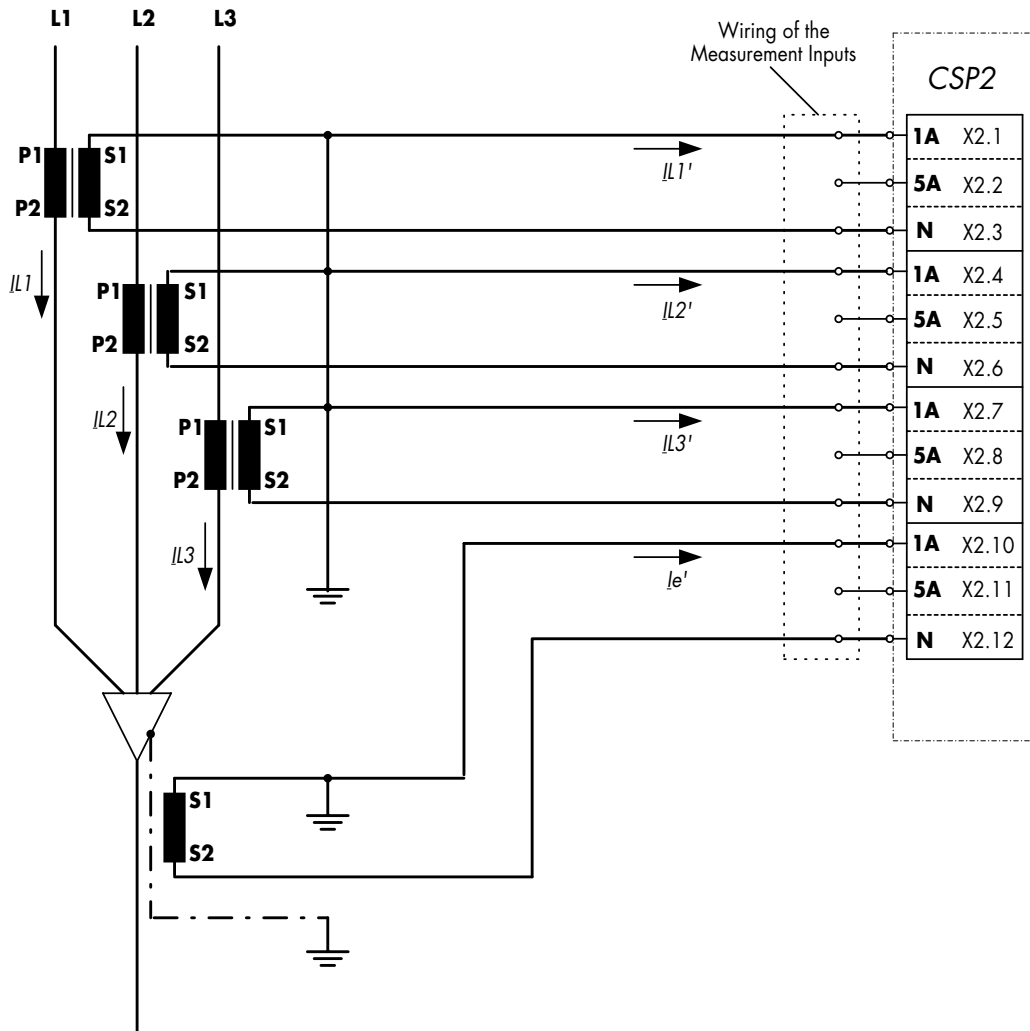 L1 L2 L3
Wiring of the
Measurement Inputs
CSP2
P1 S1
P2 S2
IL1
P1 S1
P2 S2
IL2
P1 S1
P2 S2
IL3
IL1'
IL2'
IL3'
Ie'
1A X2.1
5A X2.2
N X2.3
1A X2.4
5A X2.5
N X2.6
1A X2.7
5A X2.8
N X2.9
1A X2.10
5A X2.11
N X2.12
S1
S2